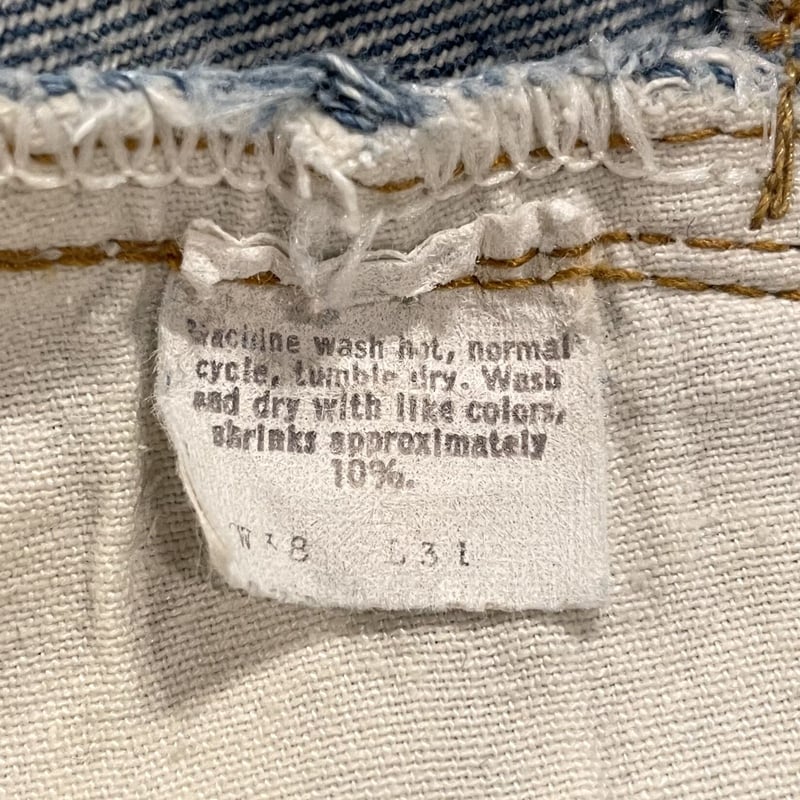 Machine wash hot, normal
cycle, tumble dry. Wash
and dry with like colors,
shrinks approximately
10%.